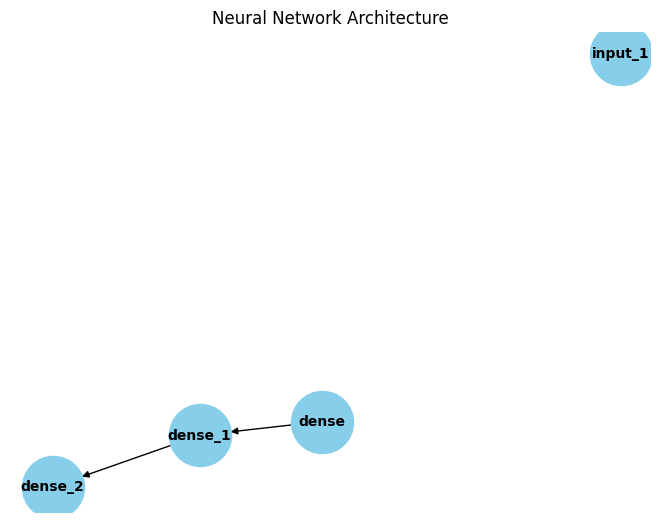 Neural Network Architecture
input_1
dense
dense_1
dense_2